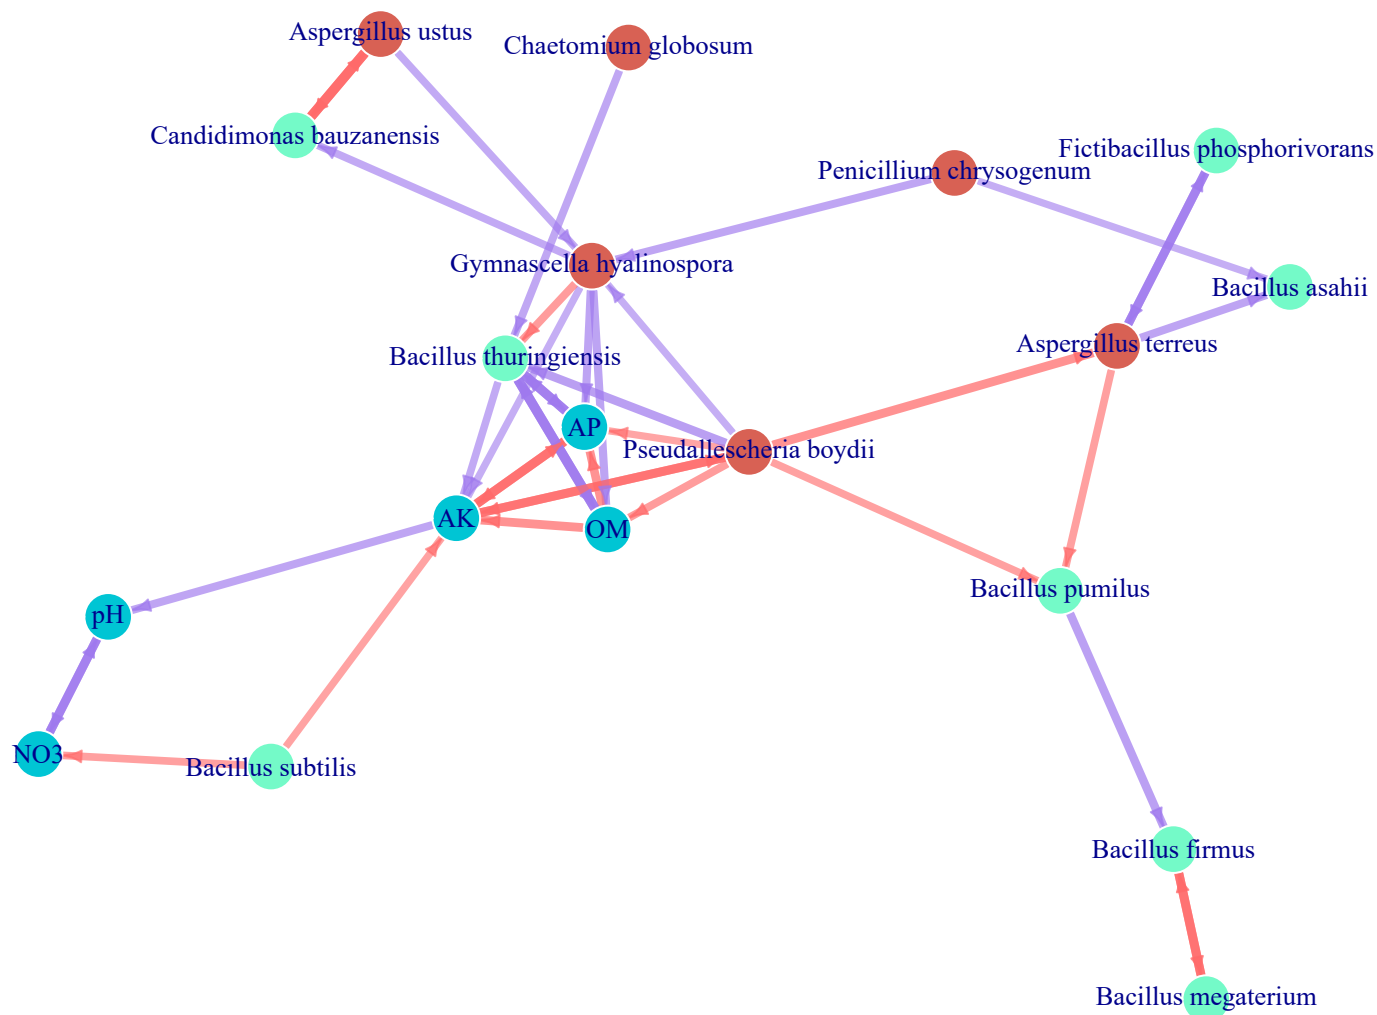 Aspergillus ustus
Chaetomium globosum
Candidimonas bauzanensis
Fictibacillus phosphorivorans
Penicillium chrysogenum
Gymnascella hyalinospora
Bacillus asahii
Aspergillus terreus
Bacillus thuringiensis
AP
Pseudallescheria boydii
AK
OM
Bacillus pumilus
pH
NO3
Bacillus subtilis
Bacillus firmus
Bacillus megaterium